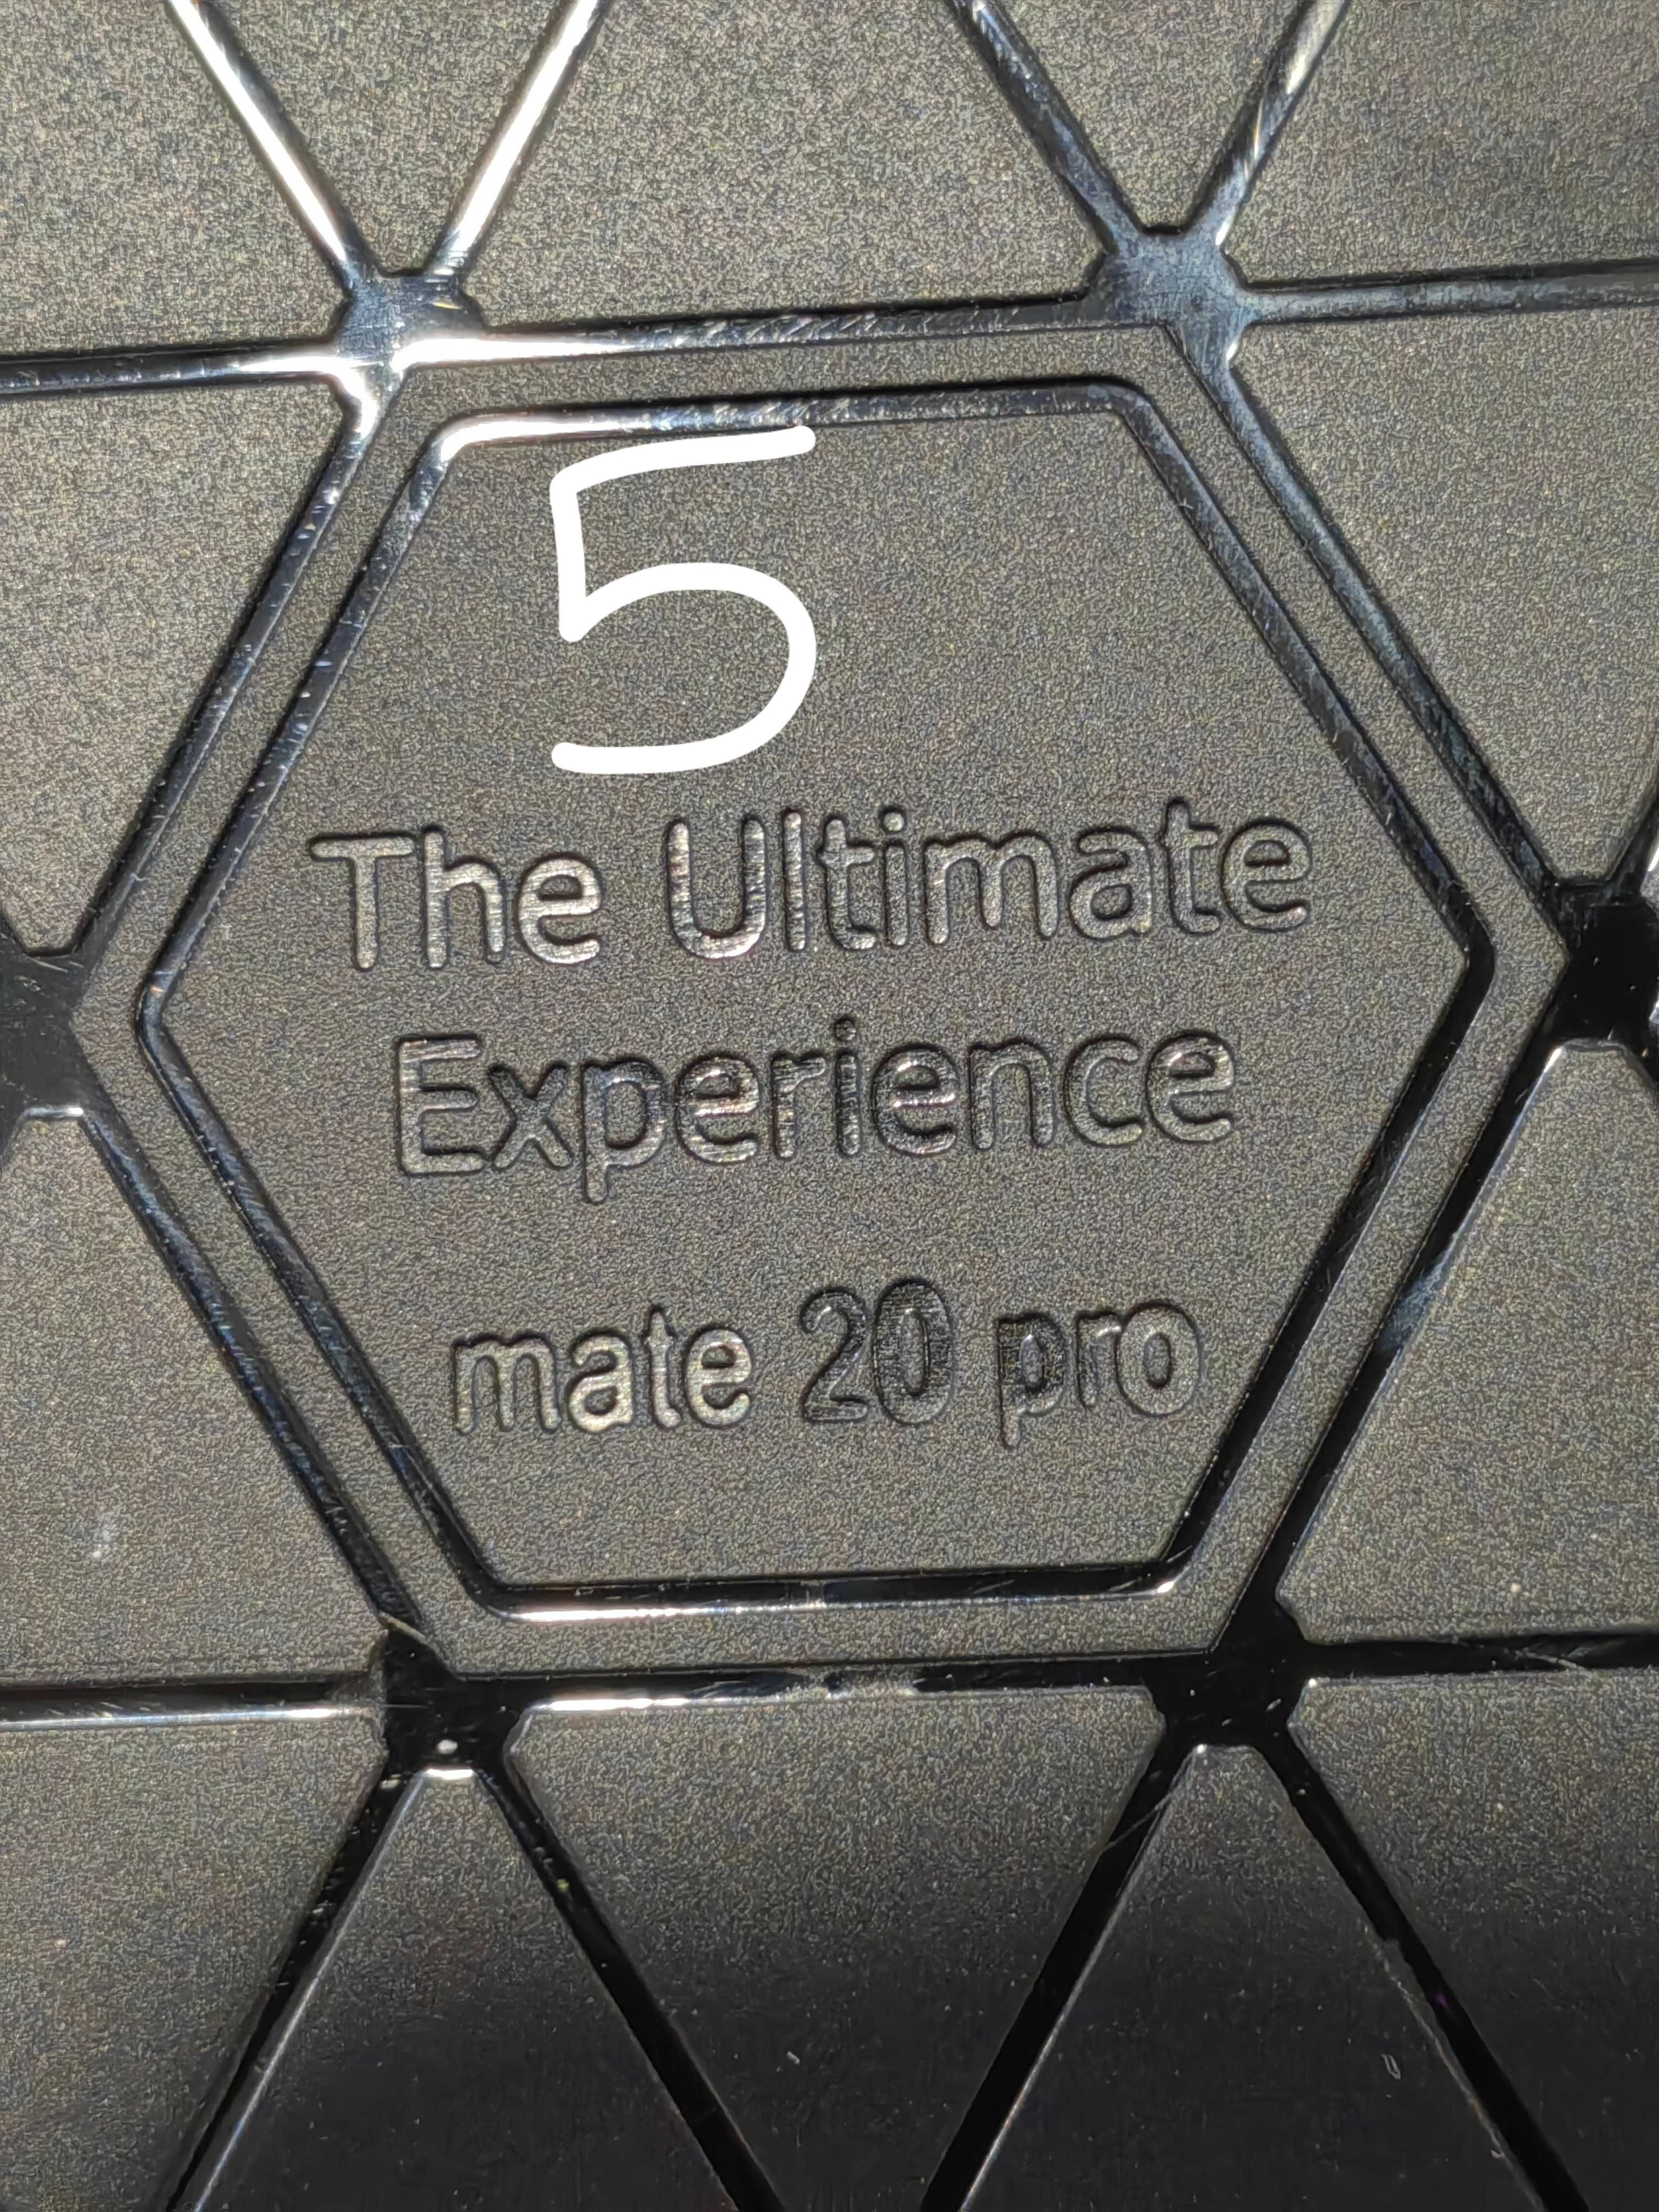 5
The Ultimate
Experience
mate 20 pro